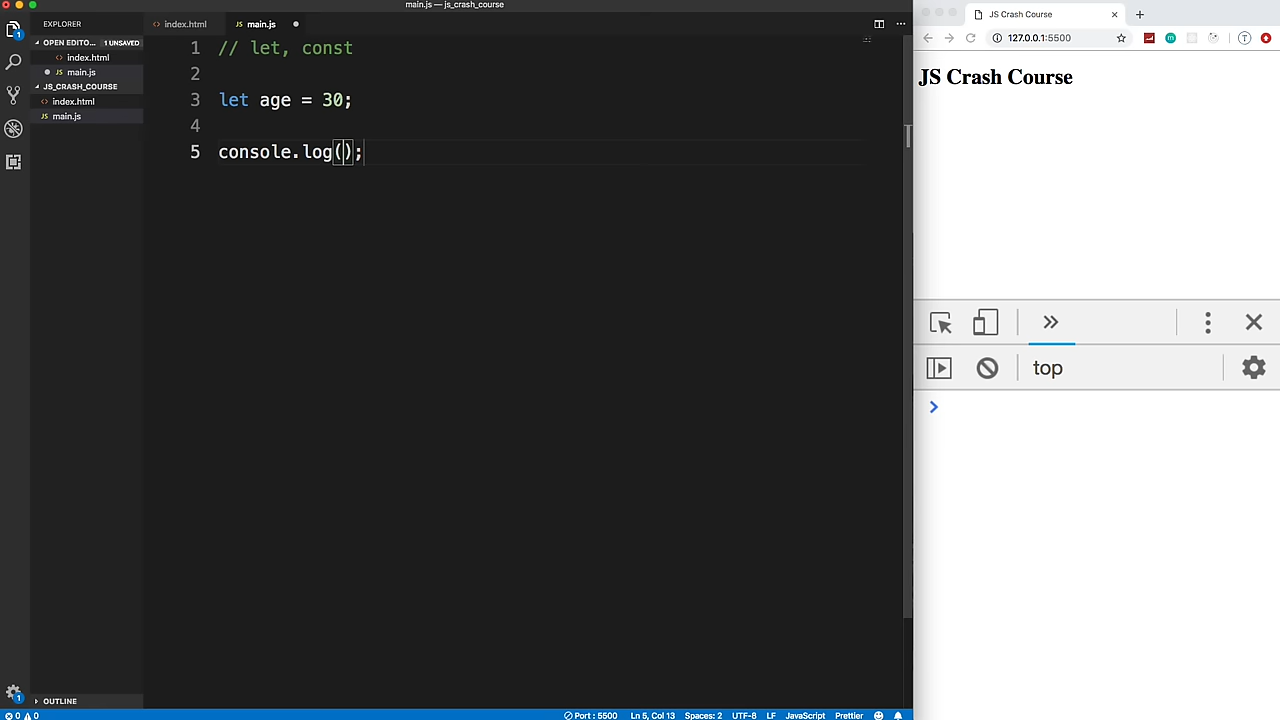 main.js — js_crash_course
EXPLORER
OPEN EDITO... 1 UNSAVED
index.html
main.js
JS_CRASH_COURSE
index.html
main.js
OUTLINE
index.html
main.js
1 // let, const
2
3 let age = 30;
4
5 console.log();
0 0
Port : 5500 Ln 5, Col 13 Spaces: 2 UTF-8 LF JavaScript Prettier
JS Crash Course
127.0.0.1:5500
JS Crash Course
top